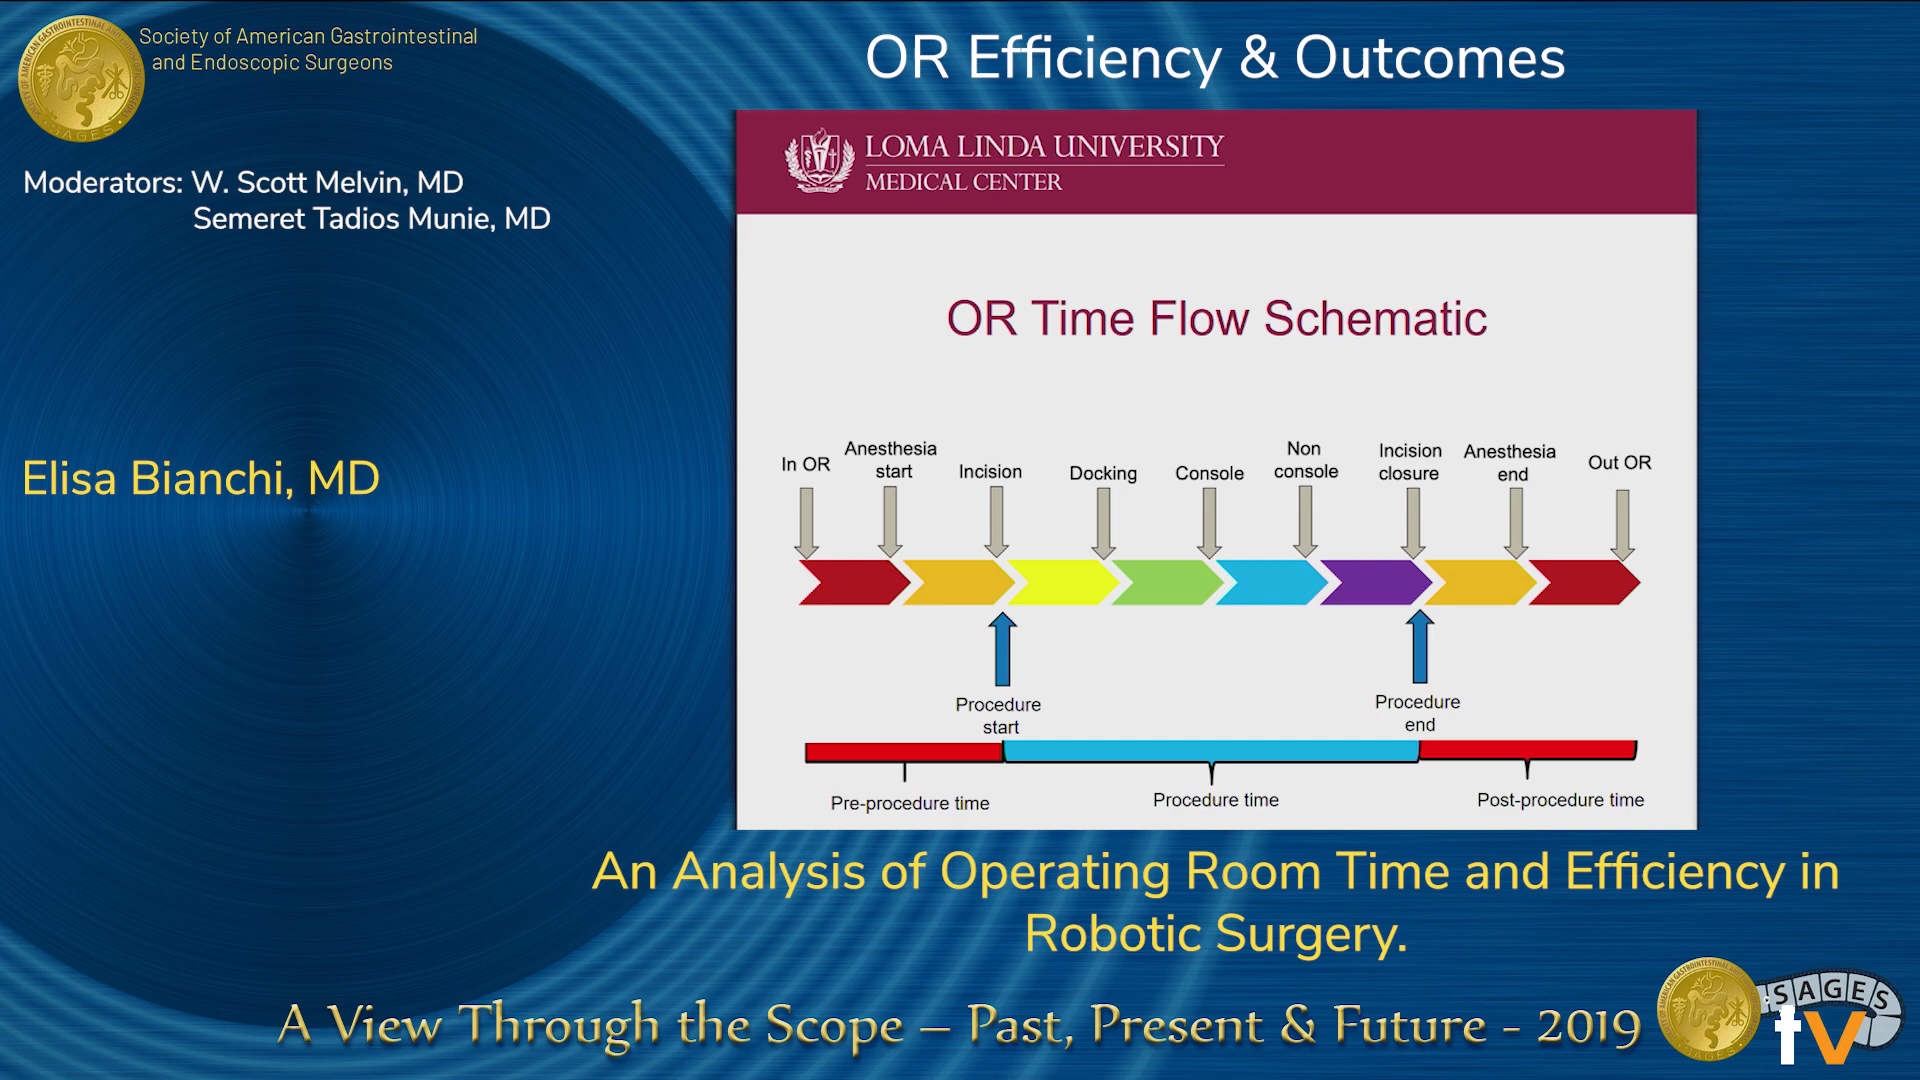 Society of American Gastrointestinal
and Endoscopic Surgeons
SAGES
Moderators: W. Scott Melvin, MD
Semeret Tadios Munie, MD
Elisa Bianchi, MD
OR Efficiency & Outcomes
LOMA LINDA UNIVERSITY
MEDICAL CENTER
OR Time Flow Schematic
In OR
Anesthesia
start
Incision
Docking
Console
Non
console
Incision
closure
Anesthesia
end
Out OR
Procedure
start
Procedure
end
Pre-procedure time
Procedure time
Post-procedure time
An Analysis of Operating Room Time and Efficiency in
Robotic Surgery.
A View Through the Scope – Past, Present & Future - 2019
SAGES
tv